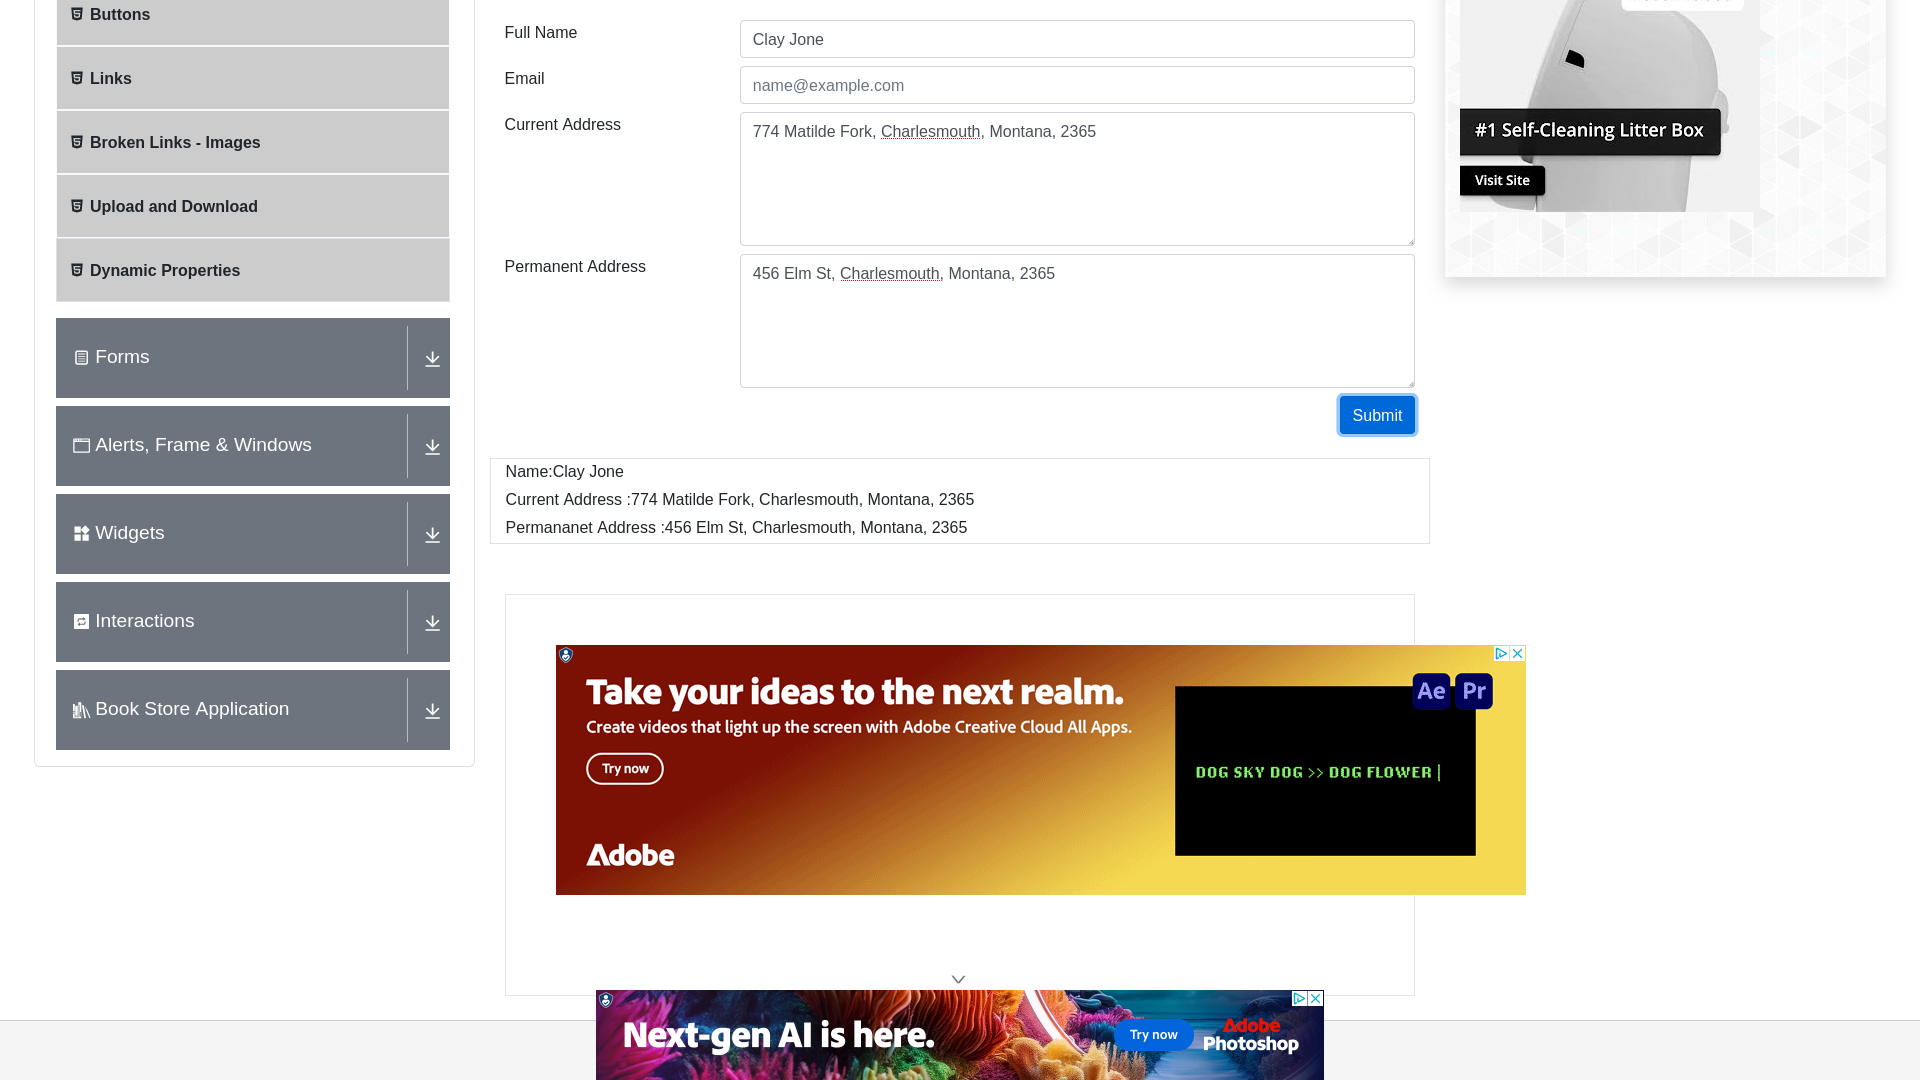 Buttons
Links
Broken Links - Images
Upload and Download
Dynamic Properties
Forms
Alerts, Frame & Windows
Widgets
Interactions
Book Store Application
Full Name
Clay Jone
Email
name@example.com
Current Address
774 Matilde Fork, Charlesmouth, Montana, 2365
Permanent Address
456 Elm St, Charlesmouth, Montana, 2365
Submit
Name:Clay Jone
Current Address :774 Matilde Fork, Charlesmouth, Montana, 2365
Permananet Address :456 Elm St, Charlesmouth, Montana, 2365
#1 Self-Cleaning Litter Box
Visit Site
Take your ideas to the next realm.
Create videos that light up the screen with Adobe Creative Cloud All Apps.
Try now
Adobe
Ae Pr
DOG SKY DOG >> DOG FLOWER |
Next-gen AI is here.
Try now
Adobe
Photoshop